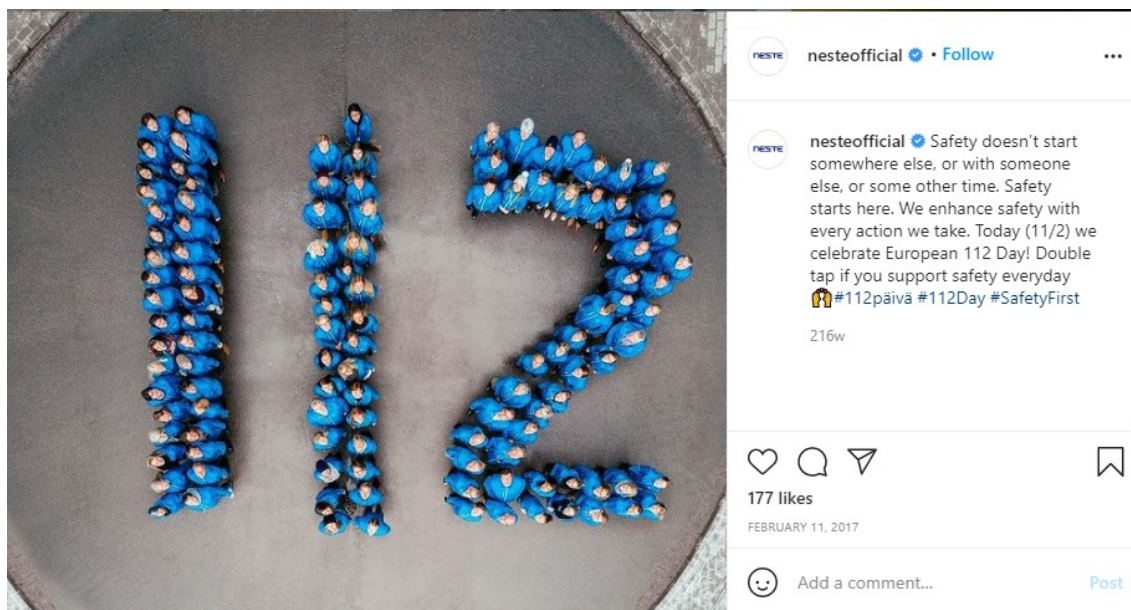 NESTE
nesteofficial • Follow
NESTE
nesteofficial Safety doesn't start
somewhere else, or with someone
else, or some other time. Safety
starts here. We enhance safety with
every action we take. Today (11/2) we
celebrate European 112 Day! Double
tap if you support safety everyday
🙌#112päivä #112Day #SafetyFirst
216w
177 likes
FEBRUARY 11, 2017
Add a comment... Post
112